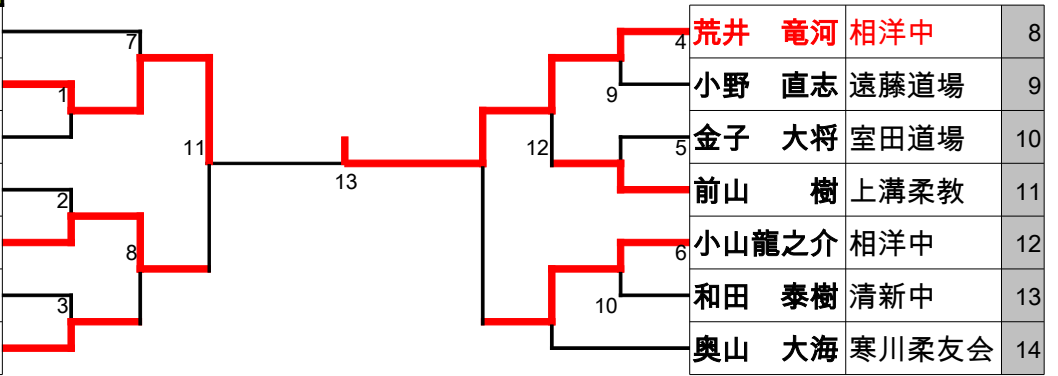 荒井　竜河 相洋中 8
小野　直志 遠藤道場 9
金子　大将 室田道場 10
前山　　樹 上溝柔教 11
小山龍之介 相洋中 12
和田　泰樹 清新中 13
奥山　大海 寒川柔友会 14
7
1
11
2
8
3
13
4
9
12
5
6
10